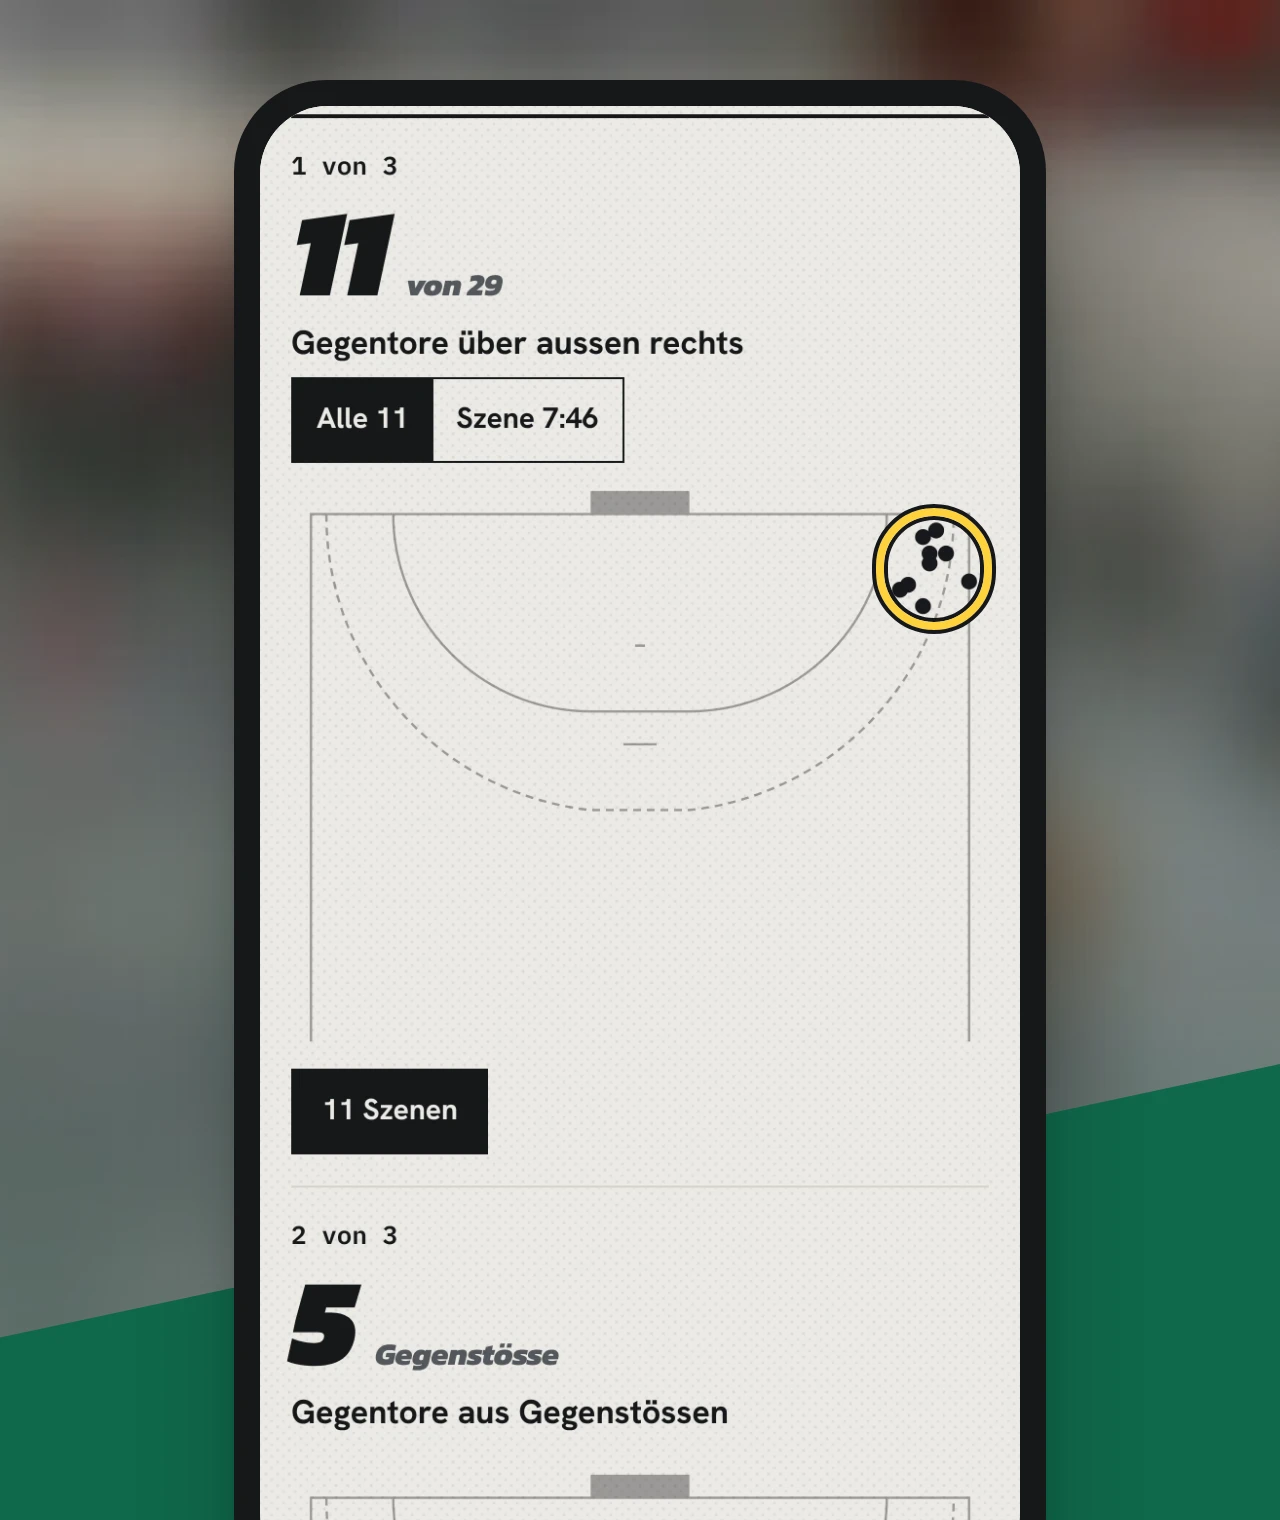 1 von 3
11 von 29
Gegentore über aussen rechts
Alle 11 Szene 7:46
11 Szenen
2 von 3
5 Gegenstösse
Gegentore aus Gegenstössen